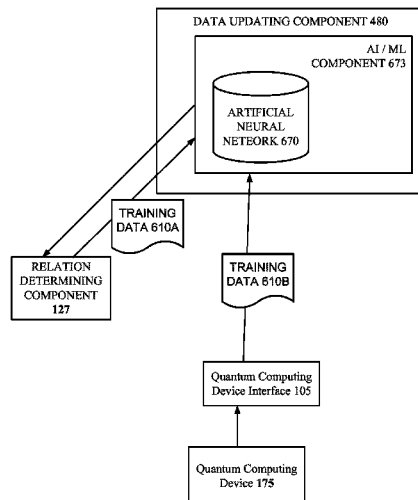 DATA UPDATING COMPONENT 480
AI / ML
COMPONENT 673
ARTIFICIAL
NEURAL
NETEORK 670
TRAINING
DATA 610A
RELATION
DETERMINING
COMPONENT
127
TRAINING
DATA 610B
Quantum Computing
Device Interface 105
Quantum Computing
Device 175